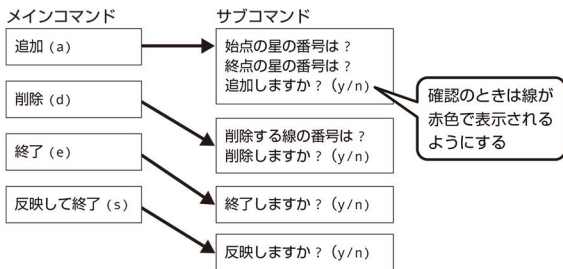 メインコマンド
サブコマンド
追加 (a)
始点の星の番号は ?
終点の星の番号は ?
追加しますか ? (y/n)
確認のときは線が
赤色で表示される
ようにする
削除 (d)
削除する線の番号は ?
削除しますか ? (y/n)
終了 (e)
終了しますか ? (y/n)
反映して終了 (s)
反映しますか ? (y/n)